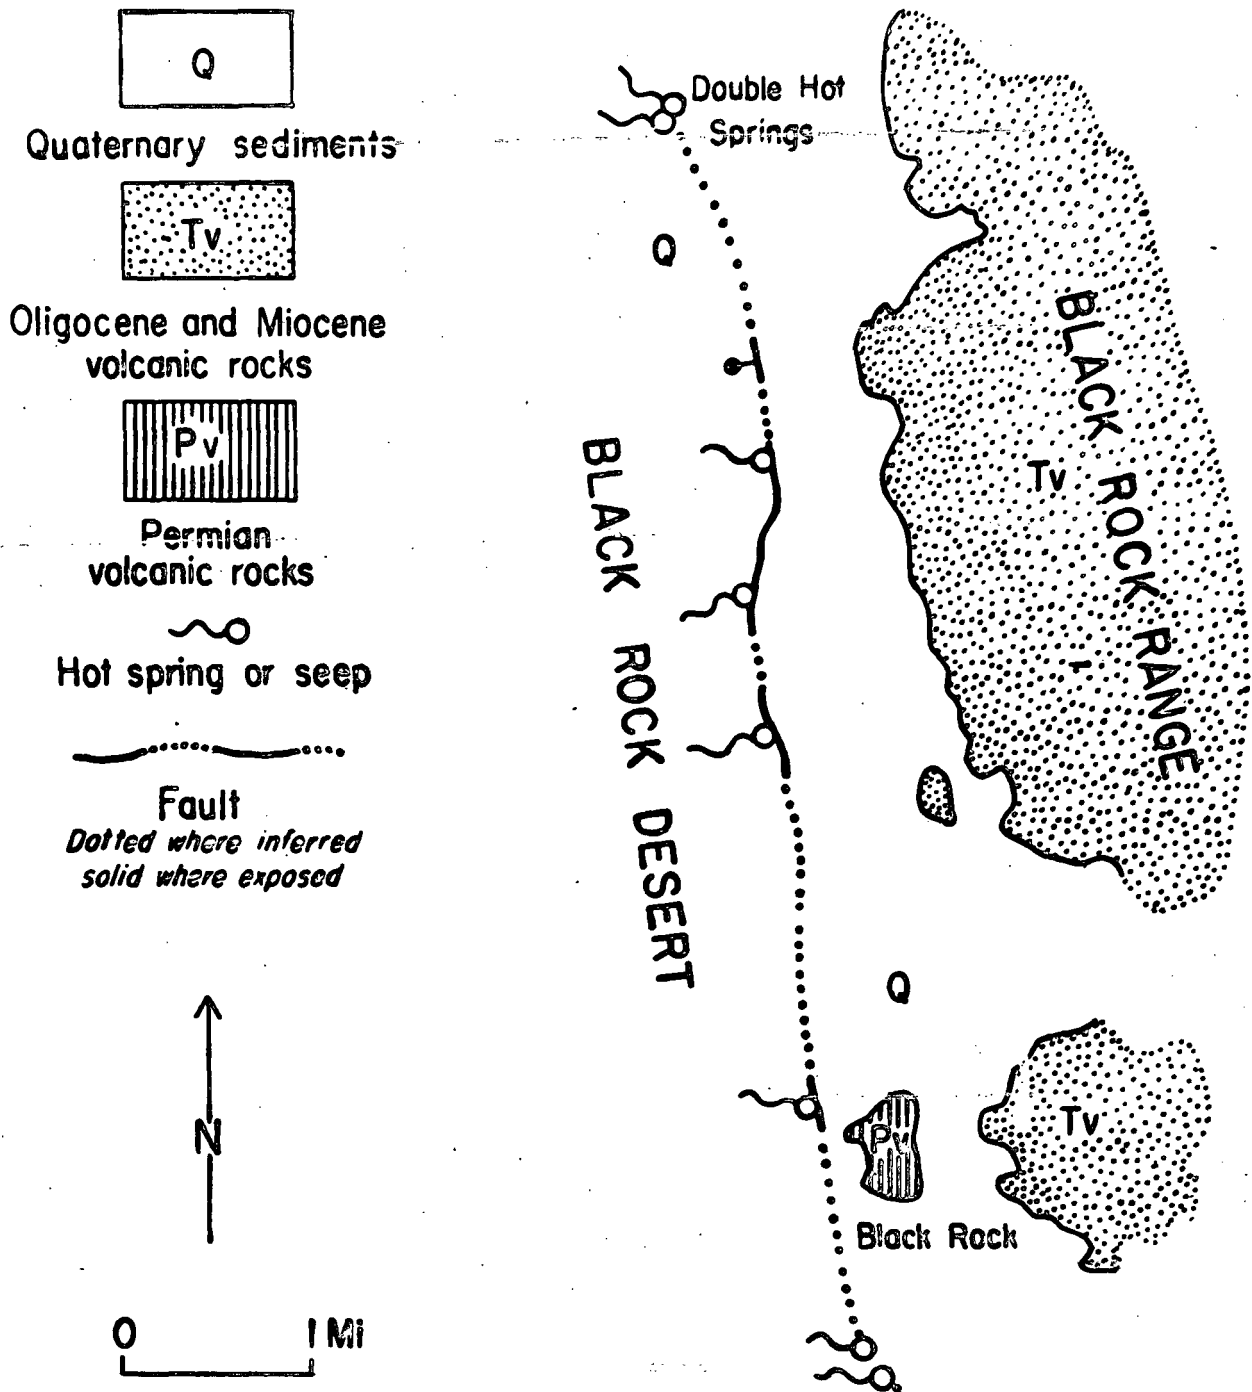 Q
Quaternary sediments
Tv
Oligocene and Miocene
volcanic rocks
Pv
Permian
volcanic rocks
Hot spring or seep
Fault
Dotted where inferred
solid where exposed
N
0 1 Mi
Double Hot
Springs
Q
BLACK ROCK RANGE
Tv
BLACK ROCK DESERT
Q
Pv
Tv
Black Rock